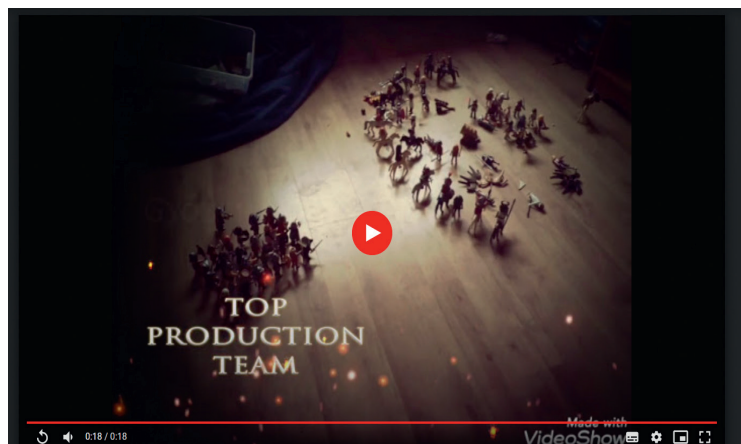 TOP
PRODUCTION
TEAM
Made with
VideoShow
0:18 / 0:18